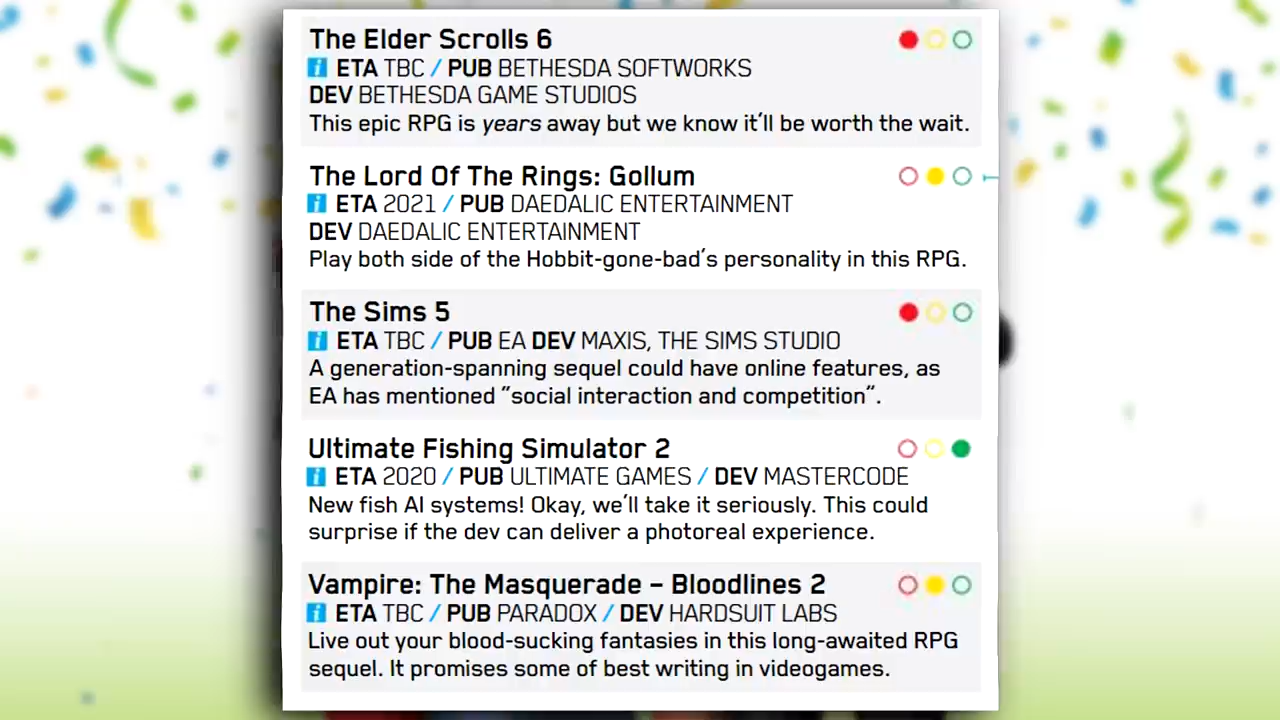 The Elder Scrolls 6
i ETA TBC / PUB BETHESDA SOFTWORKS
DEV BETHESDA GAME STUDIOS
This epic RPG is years away but we know it'll be worth the wait.
The Lord Of The Rings: Gollum
i ETA 2021 / PUB DAEDALIC ENTERTAINMENT
DEV DAEDALIC ENTERTAINMENT
Play both side of the Hobbit-gone-bad's personality in this RPG.
The Sims 5
i ETA TBC / PUB EA DEV MAXIS, THE SIMS STUDIO
A generation-spanning sequel could have online features, as
EA has mentioned “social interaction and competition”.
Ultimate Fishing Simulator 2
i ETA 2020 / PUB ULTIMATE GAMES / DEV MASTERCODE
New fish AI systems! Okay, we'll take it seriously. This could
surprise if the dev can deliver a photoreal experience.
Vampire: The Masquerade – Bloodlines 2
i ETA TBC / PUB PARADOX / DEV HARDSUIT LABS
Live out your blood-sucking fantasies in this long-awaited RPG
sequel. It promises some of best writing in videogames.